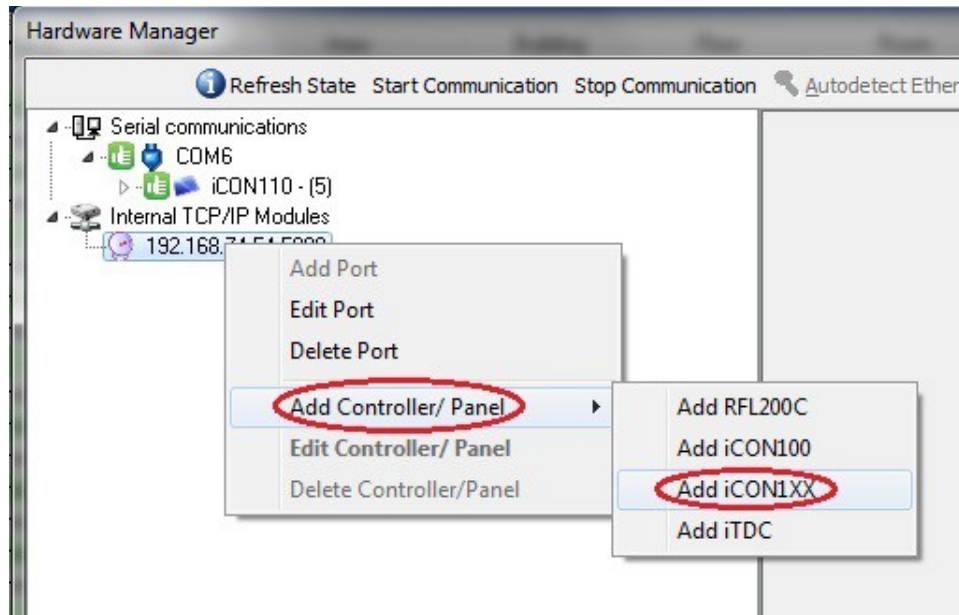 Hardware Manager
Refresh State Start Communication Stop Communication Autodetect Ether
Serial communications
COM6
iCON110 - (5)
Internal TCP/IP Modules
192.168.
Add Port
Edit Port
Delete Port
Add Controller/ Panel
Edit Controller/ Panel
Delete Controller/Panel
Add RFL200C
Add iCON100
Add iCON1XX
Add iTDC